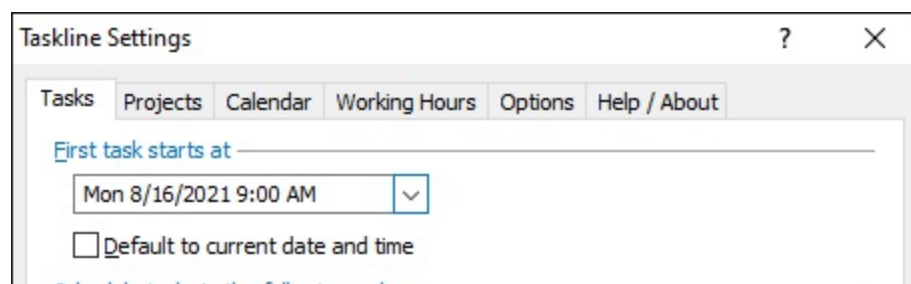 Taskline Settings
Tasks Projects Calendar Working Hours Options Help / About
First task starts at
Mon 8/16/2021 9:00 AM
Default to current date and time